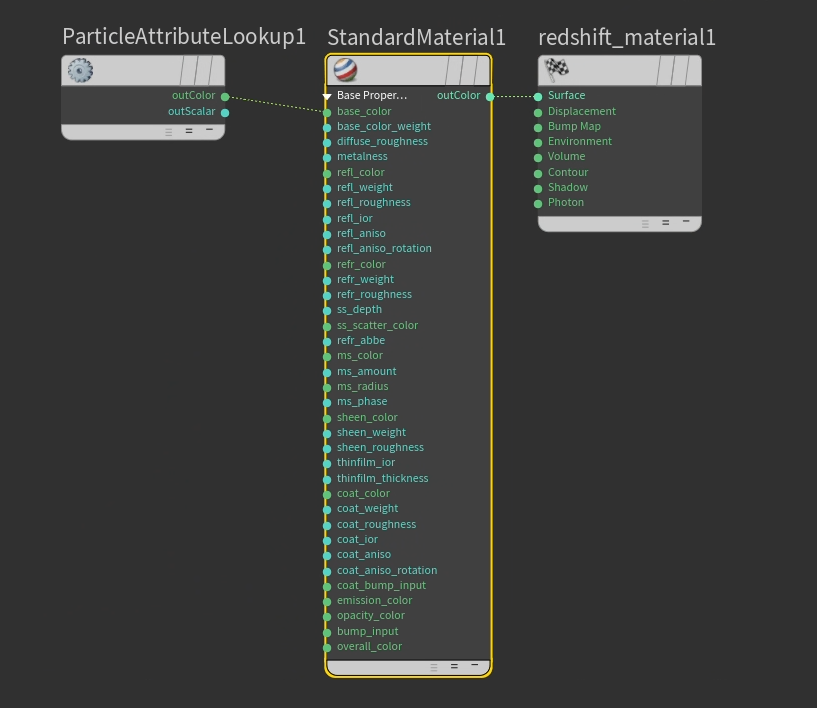 ParticleAttributeLookup1
outColor
outScalar
StandardMaterial1
Base Proper... outColor
base_color
base_color_weight
diffuse_roughness
metalness
refl_color
refl_weight
refl_roughness
refl_ior
refl_aniso
refl_aniso_rotation
refr_color
refr_weight
refr_roughness
ss_depth
ss_scatter_color
refr_abbe
ms_color
ms_amount
ms_radius
ms_phase
sheen_color
sheen_weight
sheen_roughness
thinfilm_ior
thinfilm_thickness
coat_color
coat_weight
coat_roughness
coat_ior
coat_aniso
coat_aniso_rotation
coat_bump_input
emission_color
opacity_color
bump_input
overall_color
redshift_material1
Surface
Displacement
Bump Map
Environment
Volume
Contour
Shadow
Photon